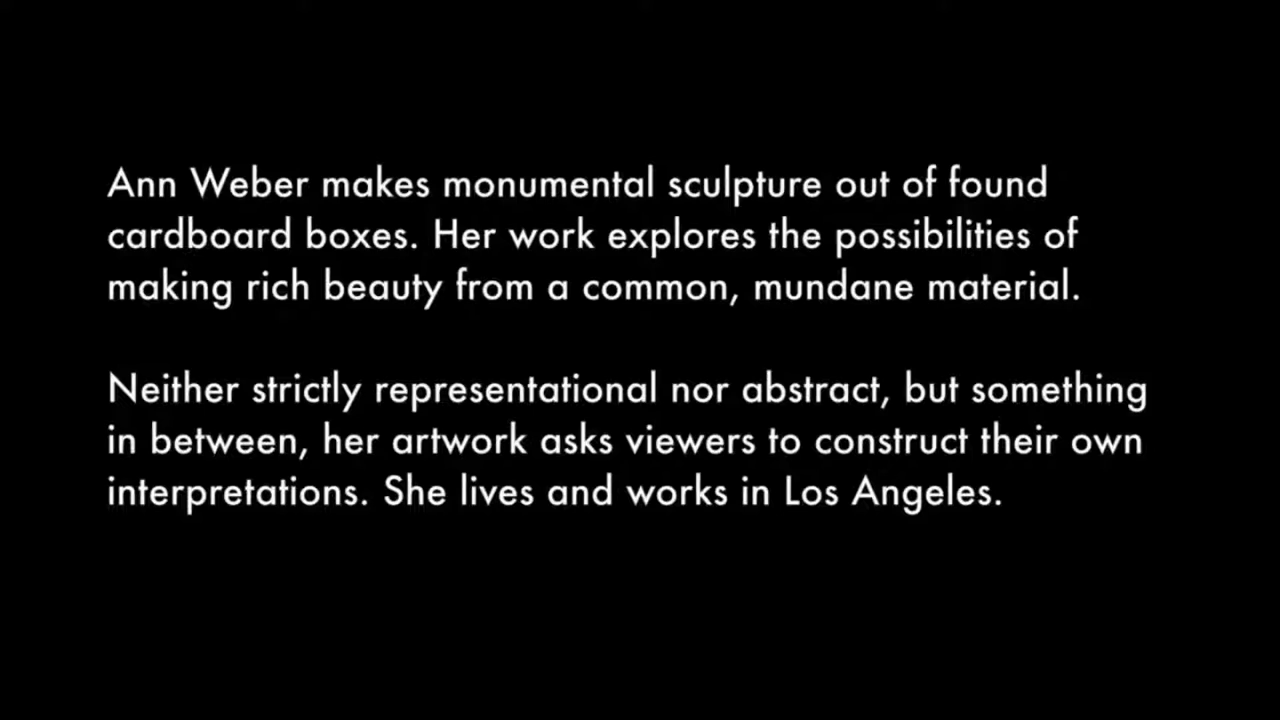 Ann Weber makes monumental sculpture out of found
cardboard boxes. Her work explores the possibilities of
making rich beauty from a common, mundane material.
Neither strictly representational nor abstract, but something
in between, her artwork asks viewers to construct their own
interpretations. She lives and works in Los Angeles.